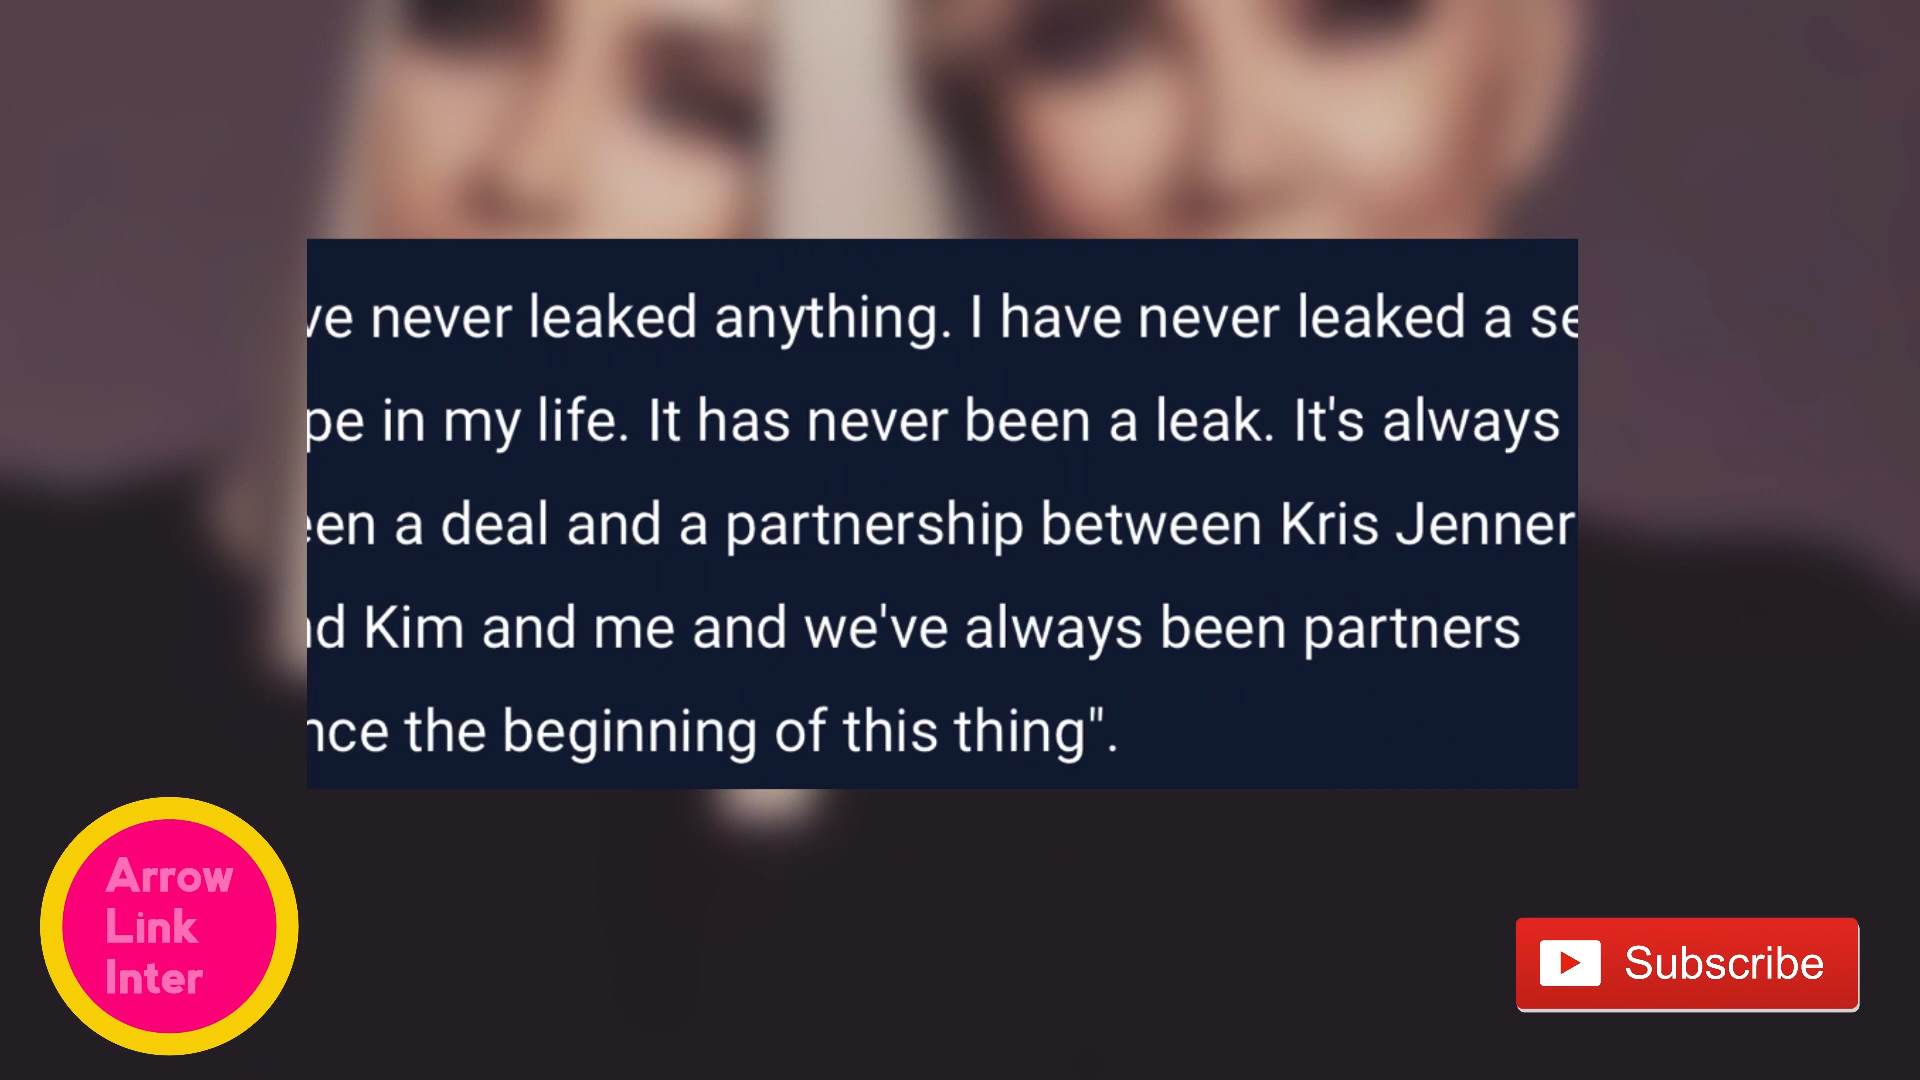 ve never leaked anything. I have never leaked a se
pe in my life. It has never been a leak. It's always
een a deal and a partnership between Kris Jenner
nd Kim and me and we've always been partners
nce the beginning of this thing".
Arrow
Link
Inter
Subscribe